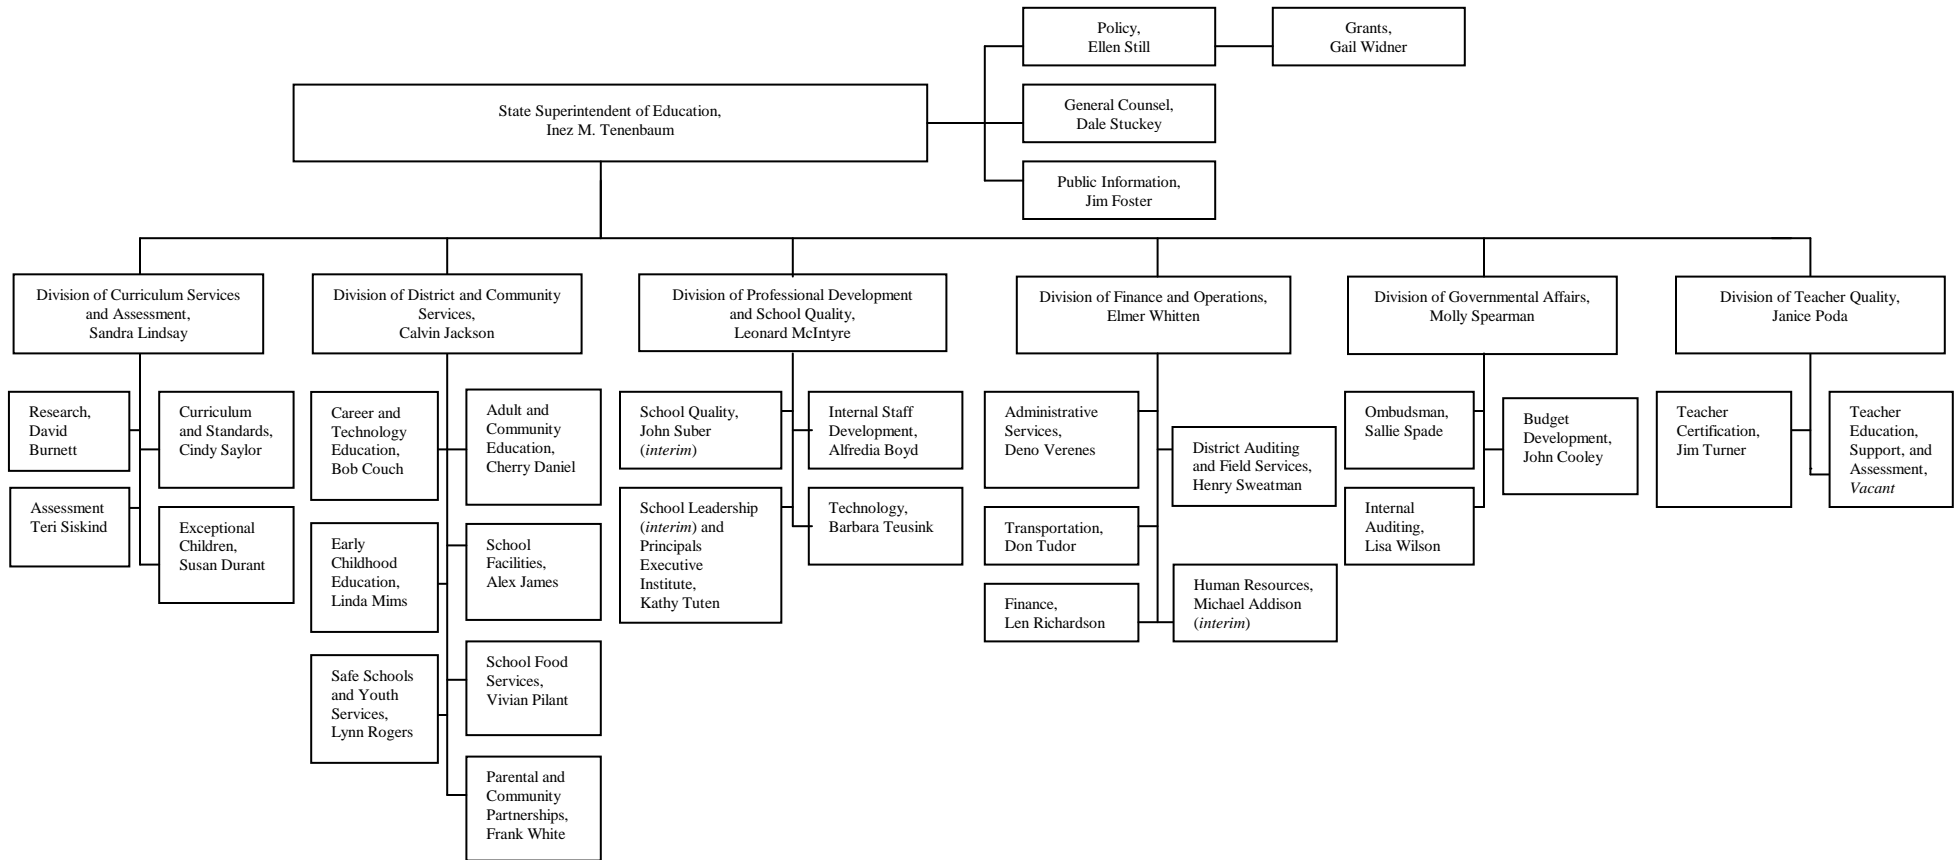 Policy,
Ellen Still
Grants,
Gail Widner
State Superintendent of Education,
Inez M. Tenenbaum
General Counsel,
Dale Stuckey
Public Information,
Jim Foster
Division of Curriculum Services
and Assessment,
Sandra Lindsay
Division of District and Community
Services,
Calvin Jackson
Division of Professional Development
and School Quality,
Leonard McIntyre
Division of Finance and Operations,
Elmer Whitten
Division of Governmental Affairs,
Molly Spearman
Division of Teacher Quality,
Janice Poda
Research,
David
Burnett
Curriculum
and Standards,
Cindy Saylor
Assessment
Teri Siskind
Exceptional
Children,
Susan Durant
Career and
Technology
Education,
Bob Couch
Adult and
Community
Education,
Cherry Daniel
Early
Childhood
Education,
Linda Mims
School
Facilities,
Alex James
Safe Schools
and Youth
Services,
Lynn Rogers
School Food
Services,
Vivian Pilant
Parental and
Community
Partnerships,
Frank White
School Quality,
John Suber
(interim)
Internal Staff
Development,
Alfredia Boyd
School Leadership
(interim) and
Principals
Executive
Institute,
Kathy Tuten
Technology,
Barbara Teusink
Administrative
Services,
Deno Verenes
District Auditing
and Field Services,
Henry Sweatman
Transportation,
Don Tudor
Finance,
Len Richardson
Human Resources,
Michael Addison
(interim)
Ombudsman,
Sallie Spade
Budget
Development,
John Cooley
Internal
Auditing,
Lisa Wilson
Teacher
Certification,
Jim Turner
Teacher
Education,
Support, and
Assessment,
Vacant